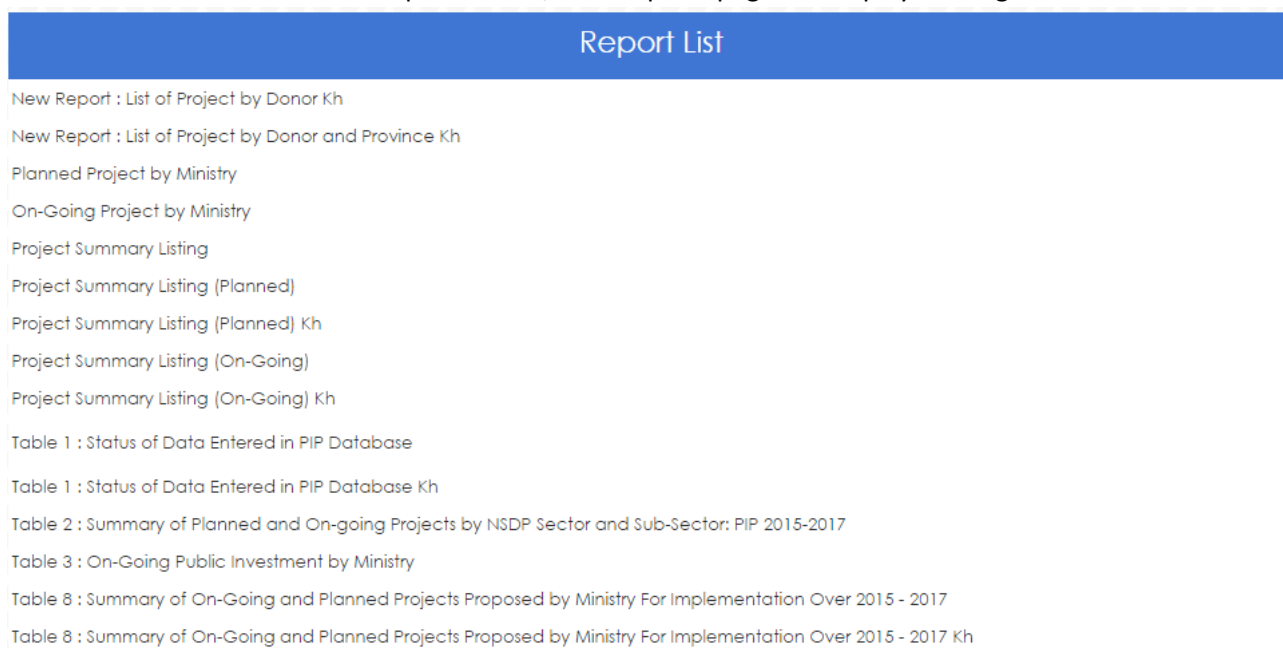 Report List
New Report : List of Project by Donor Kh
New Report : List of Project by Donor and Province Kh
Planned Project by Ministry
On-Going Project by Ministry
Project Summary Listing
Project Summary Listing (Planned)
Project Summary Listing (Planned) Kh
Project Summary Listing (On-Going)
Project Summary Listing (On-Going) Kh
Table 1 : Status of Data Entered in PIP Database
Table 1 : Status of Data Entered in PIP Database Kh
Table 2 : Summary of Planned and On-going Projects by NSDP Sector and Sub-Sector: PIP 2015-2017
Table 3 : On-Going Public Investment by Ministry
Table 8 : Summary of On-Going and Planned Projects Proposed by Ministry For Implementation Over 2015 - 2017
Table 8 : Summary of On-Going and Planned Projects Proposed by Ministry For Implementation Over 2015 - 2017 Kh